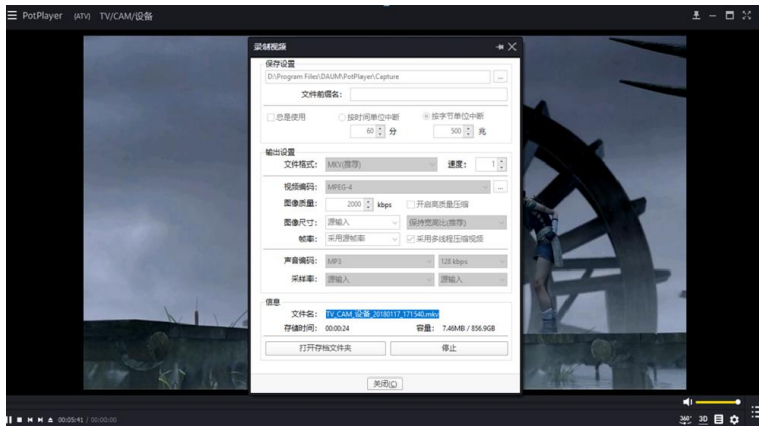 PotPlayer (ATV) TV/CAM/设备
录制视频
保存设置
D:\Program Files\DAUM\PotPlayer\Capture ...
文件前缀名:
总是使用 按时间单位中断 按字节单位中断
60 分 500 兆
输出设置
文件格式: MKV(推荐) 速度: 1
视频编码: MPEG-4 ...
图像质量: 2000 kbps 开启高质量压缩
图像尺寸: 源输入 保持宽高比(推荐)
帧率: 采用源帧率 采用多线程压缩视频
声音编码: MP3 128 kbps
采样率: 源输入 源输入
信息
文件名: TV_CAM_设备_20180117_171540.mkv
存储时间: 00:00:24 容量: 7.46MB / 856.9GB
打开存档文件夹 停止
关闭(C)
00:05:41 / 00:00:00 360° 3D